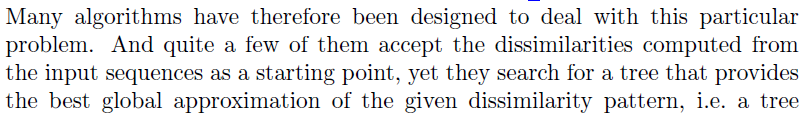 Many algorithms have therefore been designed to deal with this particular
problem. And quite a few of them accept the dissimilarities computed from
the input sequences as a starting point, yet they search for a tree that provides
the best global approximation of the given dissimilarity pattern, i.e. a tree